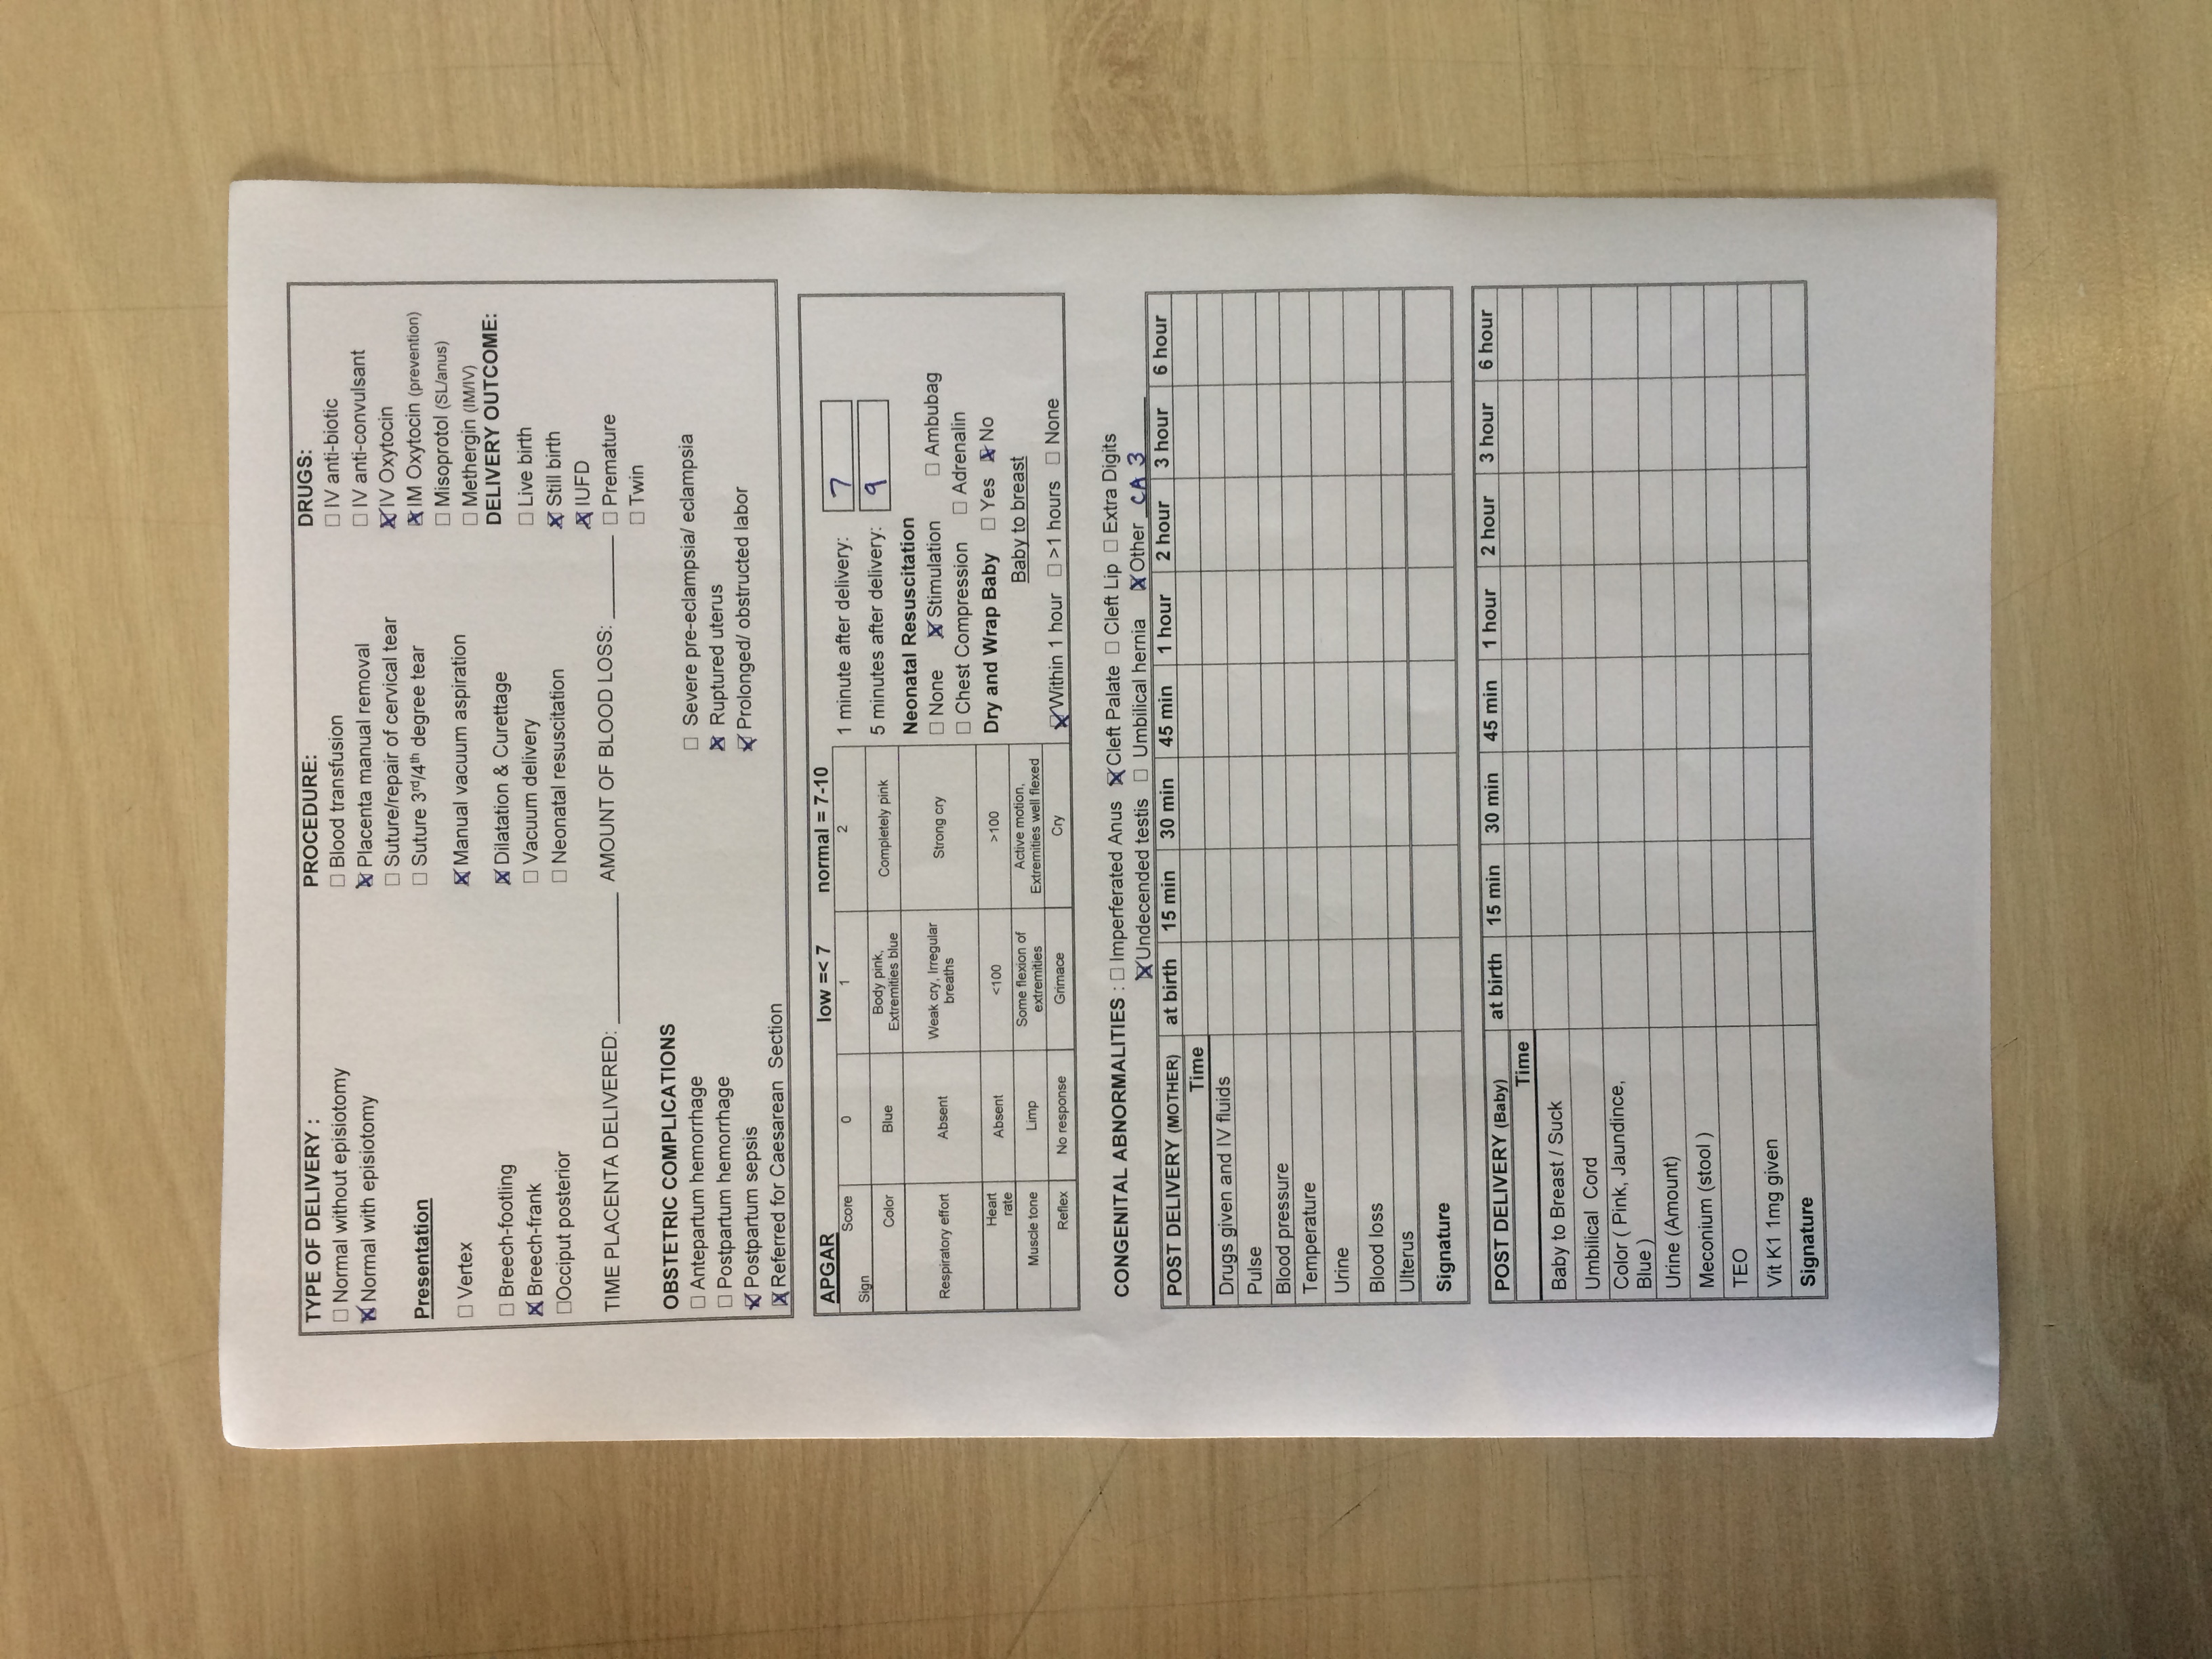 TYPE OF DELIVERY :
☐ Normal without episiotomy
☒ Normal with episiotomy
Presentation
☐ Vertex
☐ Breech-footling
☒ Breech-frank
☐Occiput posterior
PROCEDURE:
☐ Blood transfusion
☒ Placenta manual removal
☐ Suture/repair of cervical tear
☐ Suture 3rd/4th degree tear
☒ Manual vacuum aspiration
☒ Dilatation & Curettage
☐ Vacuum delivery
☐ Neonatal resuscitation
DRUGS:
☐ IV anti-biotic
☐ IV anti-convulsant
☒ IV Oxytocin
☒ IM Oxytocin (prevention)
☐ Misoprotol (SL/anus)
☐ Methergin (IM/IV)
DELIVERY OUTCOME:
☐ Live birth
☒ Still birth
☒ IUFD
☐ Premature
☐ Twin
TIME PLACENTA DELIVERED: ____________ AMOUNT OF BLOOD LOSS: ________
OBSTETRIC COMPLICATIONS
☐ Antepartum hemorrhage
☐ Postpartum hemorrhage
☒ Postpartum sepsis
☒ Referred for Caesarean Section
☐ Severe pre-eclampsia/ eclampsia
☒ Ruptured uterus
☒ Prolonged/ obstructed labor
APGAR low =< 7 normal = 7-10
Score 0 1 2
Sign
Color Blue Body pink, Extremities blue Completely pink
Respiratory effort Absent Weak cry, Irregular breaths Strong cry
Heart rate Absent <100 >100
Muscle tone Limp Some flexion of extremities Active motion, Extremities well flexed
Reflex No response Grimace Cry
1 minute after delivery: 7
5 minutes after delivery: 9
Neonatal Resuscitation
☐ None ☒ Stimulation ☐ Ambubag
☐ Chest Compression ☐ Adrenalin
Dry and Wrap Baby ☐ Yes ☒ No
Baby to breast
☒ Within 1 hour ☐ >1 hours ☐ None
CONGENITAL ABNORMALITIES : ☐ Imperferated Anus ☒ Cleft Palate ☐ Cleft Lip ☐ Extra Digits
☒ Undecended testis ☐ Umbilical hernia ☒ Other CA 3
POST DELIVERY (MOTHER) at birth 15 min 30 min 45 min 1 hour 2 hour 3 hour 6 hour
Time
Drugs given and IV fluids
Pulse
Blood pressure
Temperature
Urine
Blood loss
Ulterus
Signature
POST DELIVERY (Baby) at birth 15 min 30 min 45 min 1 hour 2 hour 3 hour 6 hour
Time
Baby to Breast / Suck
Umbilical Cord
Color ( Pink, Jaundince,
Blue )
Urine (Amount)
Meconium (stool )
TEO
Vit K1 1mg given
Signature